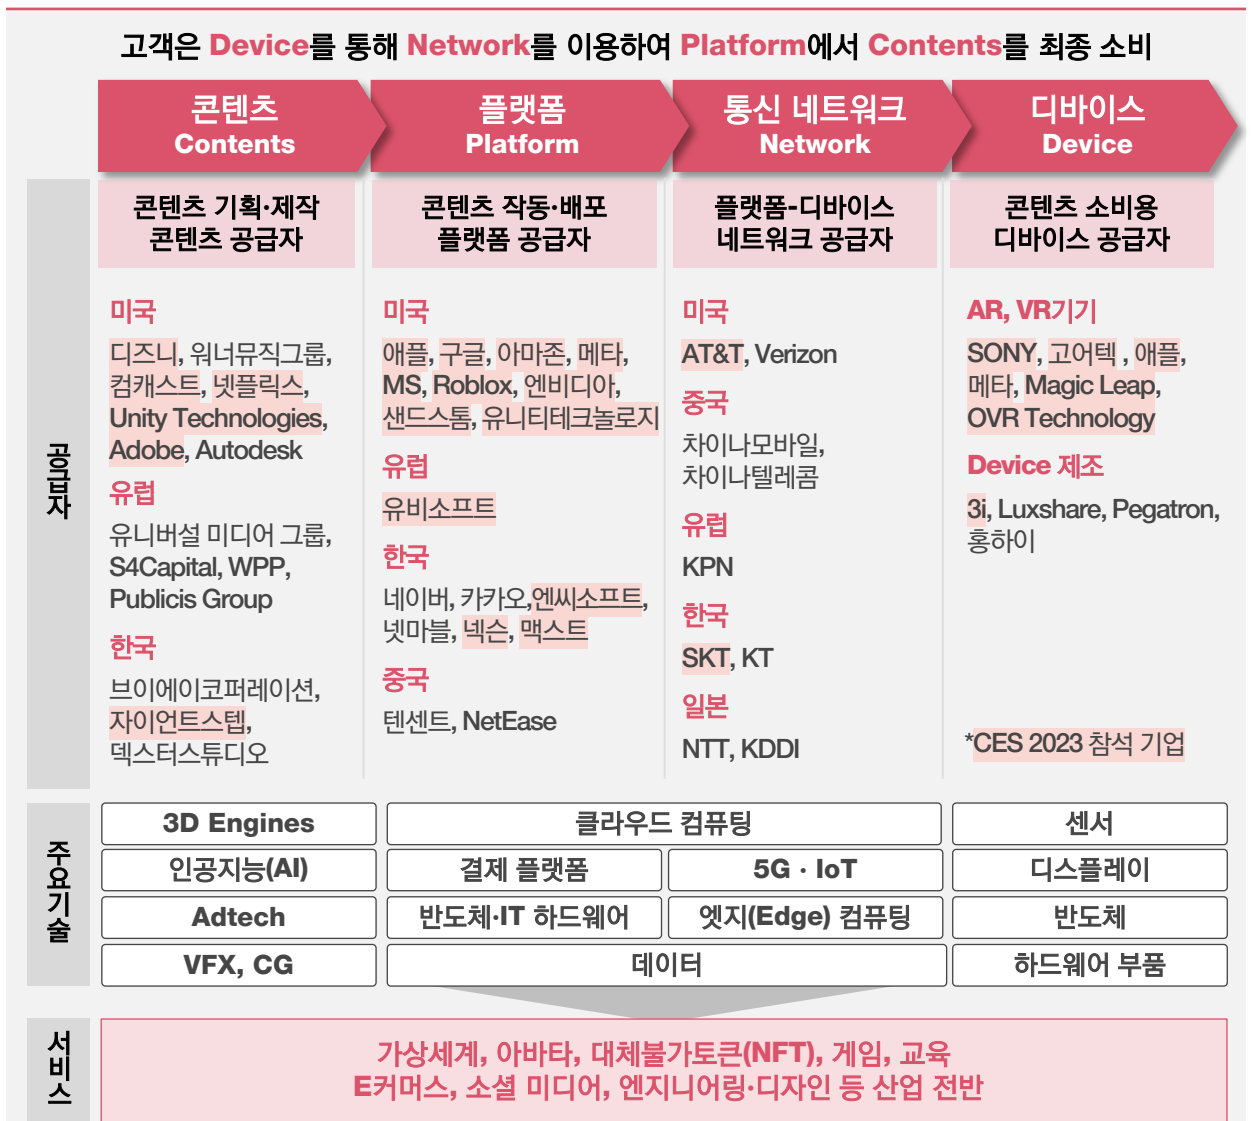 고객은 Device를 통해 Network를 이용하여 Platform에서 Contents를 최종 소비
콘텐츠
Contents
플랫폼
Platform
통신 네트워크
Network
디바이스
Device
공급자
콘텐츠 기획·제작
콘텐츠 공급자
미국
디즈니, 워너뮤직그룹,
컴캐스트, 넷플릭스,
Unity Technologies,
Adobe, Autodesk
유럽
유니버설 미디어 그룹,
S4Capital, WPP,
Publicis Group
한국
브이에이코퍼레이션,
자이언트스텝,
덱스터스튜디오
콘텐츠 작동·배포
플랫폼 공급자
미국
애플, 구글, 아마존, 메타,
MS, Roblox, 엔비디아,
샌드스톰, 유니티테크놀로지
유럽
유비소프트
한국
네이버, 카카오,엔씨소프트,
넷마블, 넥슨, 맥스트
중국
텐센트, NetEase
플랫폼-디바이스
네트워크 공급자
미국
AT&T, Verizon
중국
차이나모바일,
차이나텔레콤
유럽
KPN
한국
SKT, KT
일본
NTT, KDDI
콘텐츠 소비용
디바이스 공급자
AR, VR기기
SONY, 고어텍 , 애플,
메타, Magic Leap,
OVR Technology
Device 제조
3i, Luxshare, Pegatron,
홍하이
*CES 2023 참석 기업
주요기술
3D Engines
클라우드 컴퓨팅
센서
인공지능(AI)
결제 플랫폼
5G · IoT
디스플레이
Adtech
반도체·IT 하드웨어
엣지(Edge) 컴퓨팅
반도체
VFX, CG
데이터
하드웨어 부품
서비스
가상세계, 아바타, 대체불가토큰(NFT), 게임, 교육
E커머스, 소셜 미디어, 엔지니어링·디자인 등 산업 전반